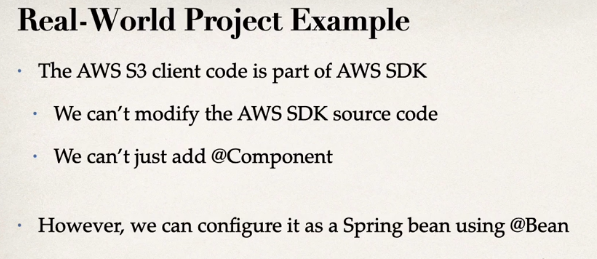 Real-World Project Example
• The AWS S3 client code is part of AWS SDK
• We can't modify the AWS SDK source code
• We can't just add @Component
• However, we can configure it as a Spring bean using @Bean